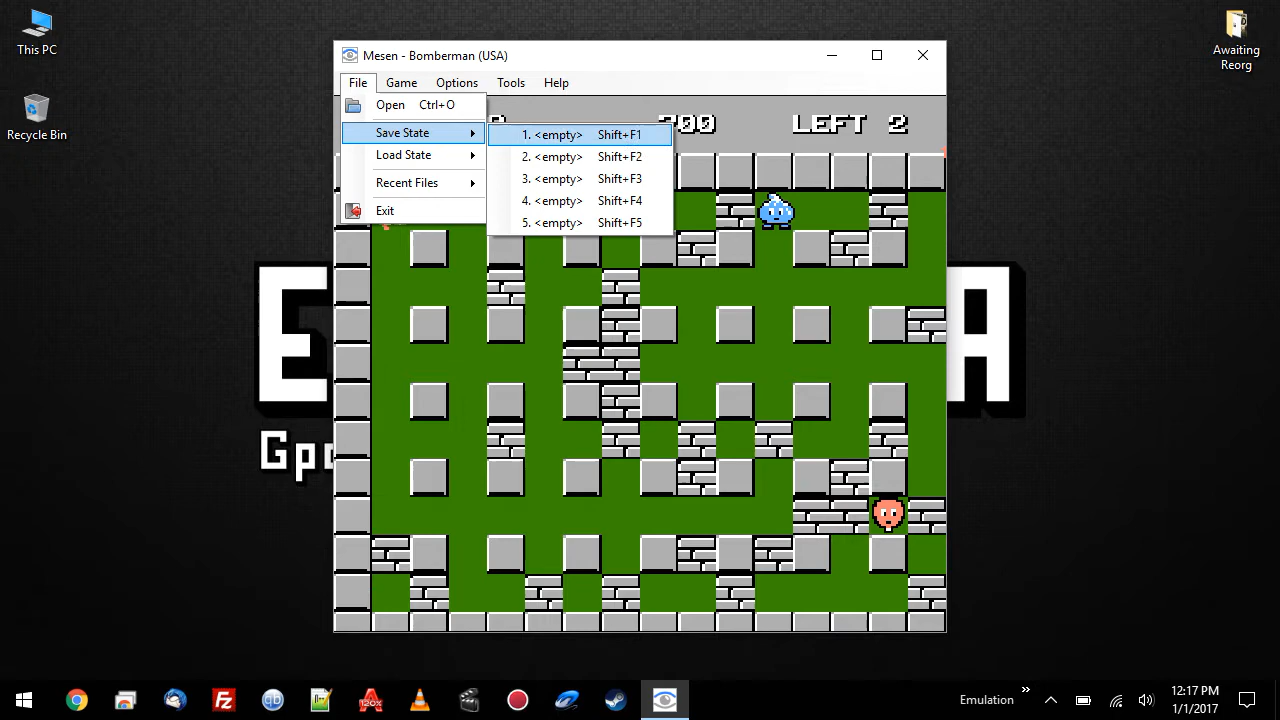 This PC
Recycle Bin
Awaiting
Reorg
Mesen - Bomberman (USA)
File Game Options Tools Help
Open Ctrl+O
Save State
Load State
Recent Files
Exit
1. <empty> Shift+F1
2. <empty> Shift+F2
3. <empty> Shift+F3
4. <empty> Shift+F4
5. <empty> Shift+F5
LEFT 2
E A
Gp
120%
Emulation
12:17 PM
1/1/2017